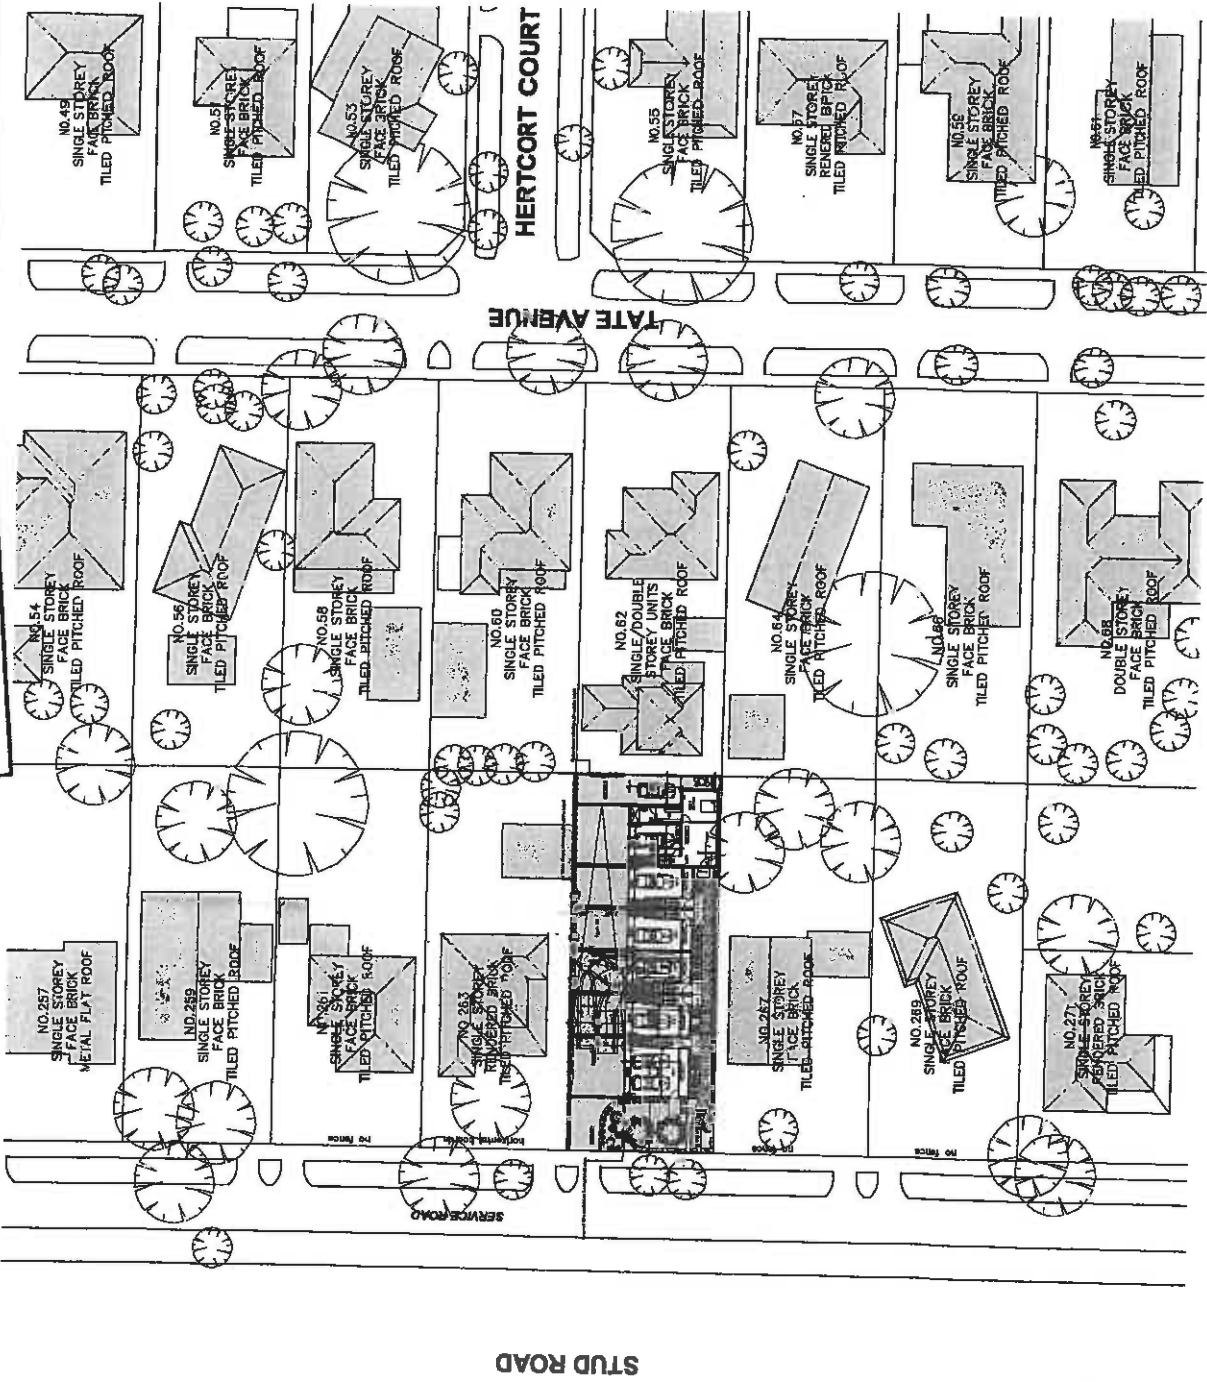 HERTCORT COURT
NO.49
SINGLE STOREY
FACE BRICK
TILED PITCHED ROOF
NO.51
SINGLE STOREY
FACE BRICK
TILED PITCHED ROOF
NO.53
SINGLE STOREY
FACE BRICK
TILED PITCHED ROOF
NO.55
SINGLE STOREY
FACE BRICK
TILED PITCHED ROOF
NO.57
SINGLE STOREY
RENERED BRICK
TILED PITCHED ROOF
NO.59
SINGLE STOREY
FACE BRICK
TILED PITCHED ROOF
NO.61
SINGLE STOREY
FACE BRICK
TILED PITCHED ROOF
TATE AVENUE
NO.54
SINGLE STOREY
FACE BRICK
TILED PITCHED ROOF
NO.56
SINGLE STOREY
FACE BRICK
TILED PITCHED ROOF
NO.58
SINGLE STOREY
FACE BRICK
TILED PITCHED ROOF
NO.60
SINGLE STOREY
FACE BRICK
TILED PITCHED ROOF
NO.62
SINGLE/DOUBLE
STOREY UNITS
FACE BRICK
TILED PITCHED ROOF
NO.64
SINGLE STOREY
FACE BRICK
TILED PITCHED ROOF
NO.66
SINGLE STOREY
FACE BRICK
TILED PITCHED ROOF
NO.68
DOUBLE STOREY
FACE BRICK
TILED PITCHED ROOF
NO.257
SINGLE STOREY
FACE BRICK
METAL FLAT ROOF
NO.259
SINGLE STOREY
FACE BRICK
TILED PITCHED ROOF
NO.261
SINGLE STOREY
FACE BRICK
TILED PITCHED ROOF
NO.263
SINGLE STOREY
RENDERED BRICK
TILED PITCHED ROOF
NO.267
SINGLE STOREY
FACE BRICK
TILED PITCHED ROOF
NO.269
SINGLE STOREY
FACE BRICK
TILED PITCHED ROOF
NO.271
SINGLE STOREY
RENDERED BRICK
TILED PITCHED ROOF
no fence
no fence
no fence
SERVICE ROAD
STUD ROAD